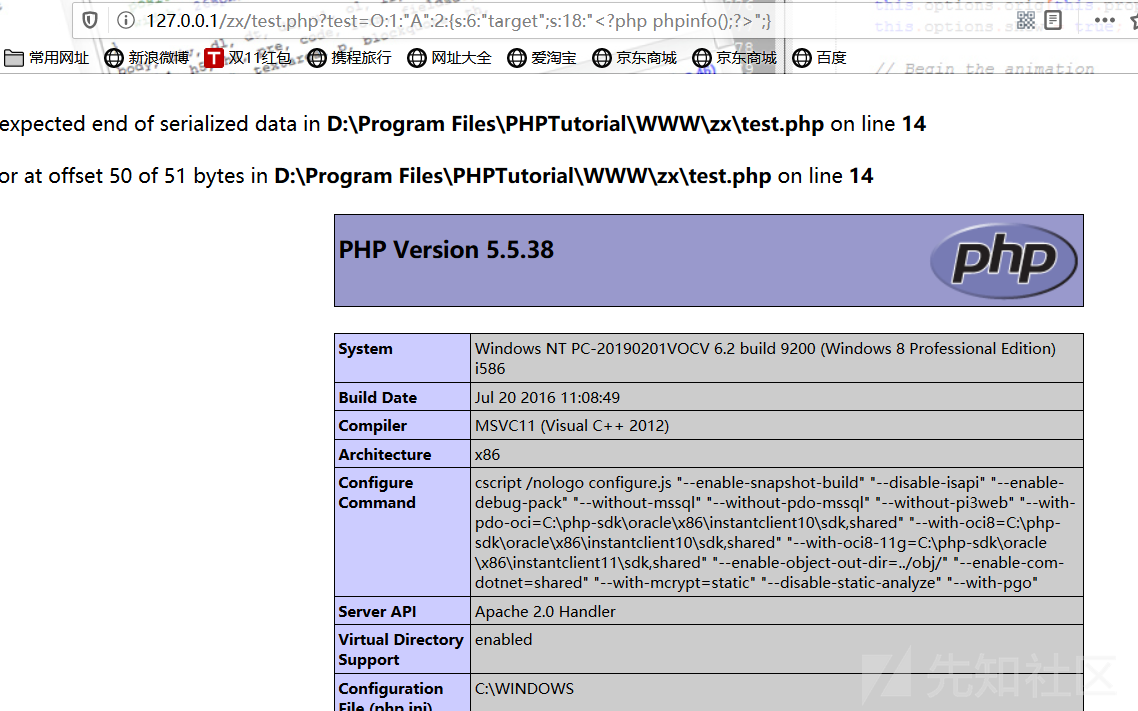 127.0.0.1/zx/test.php?test=O:1:"A":2:{s:6:"target";s:18:"<?php phpinfo();?>";}
this.options.orig(this.pro
常用网址 新浪微博 T 双11红包 携程旅行 网址大全 爱淘宝 京东商城 京东商城 百度
// Begin the animation
expected end of serialized data in D:\Program Files\PHPTutorial\WWW\zx\test.php on line 14
or at offset 50 of 51 bytes in D:\Program Files\PHPTutorial\WWW\zx\test.php on line 14
PHP Version 5.5.38
php
System Windows NT PC-20190201VOCV 6.2 build 9200 (Windows 8 Professional Edition)
i586
Build Date Jul 20 2016 11:08:49
Compiler MSVC11 (Visual C++ 2012)
Architecture x86
Configure cscript /nologo configure.js "--enable-snapshot-build" "--disable-isapi" "--enable-
Command debug-pack" "--without-mssql" "--without-pdo-mssql" "--without-pi3web" "--with-
pdo-oci=C:\php-sdk\oracle\x86\instantclient10\sdk,shared" "--with-oci8=C:\php-
sdk\oracle\x86\instantclient10\sdk,shared" "--with-oci8-11g=C:\php-sdk\oracle
\x86\instantclient11\sdk,shared" "--enable-object-out-dir=../obj/" "--enable-com-
dotnet=shared" "--with-mcrypt=static" "--disable-static-analyze" "--with-pgo"
Server API Apache 2.0 Handler
Virtual Directory enabled
Support
Configuration C:\WINDOWS
File (php.ini)
先知社区